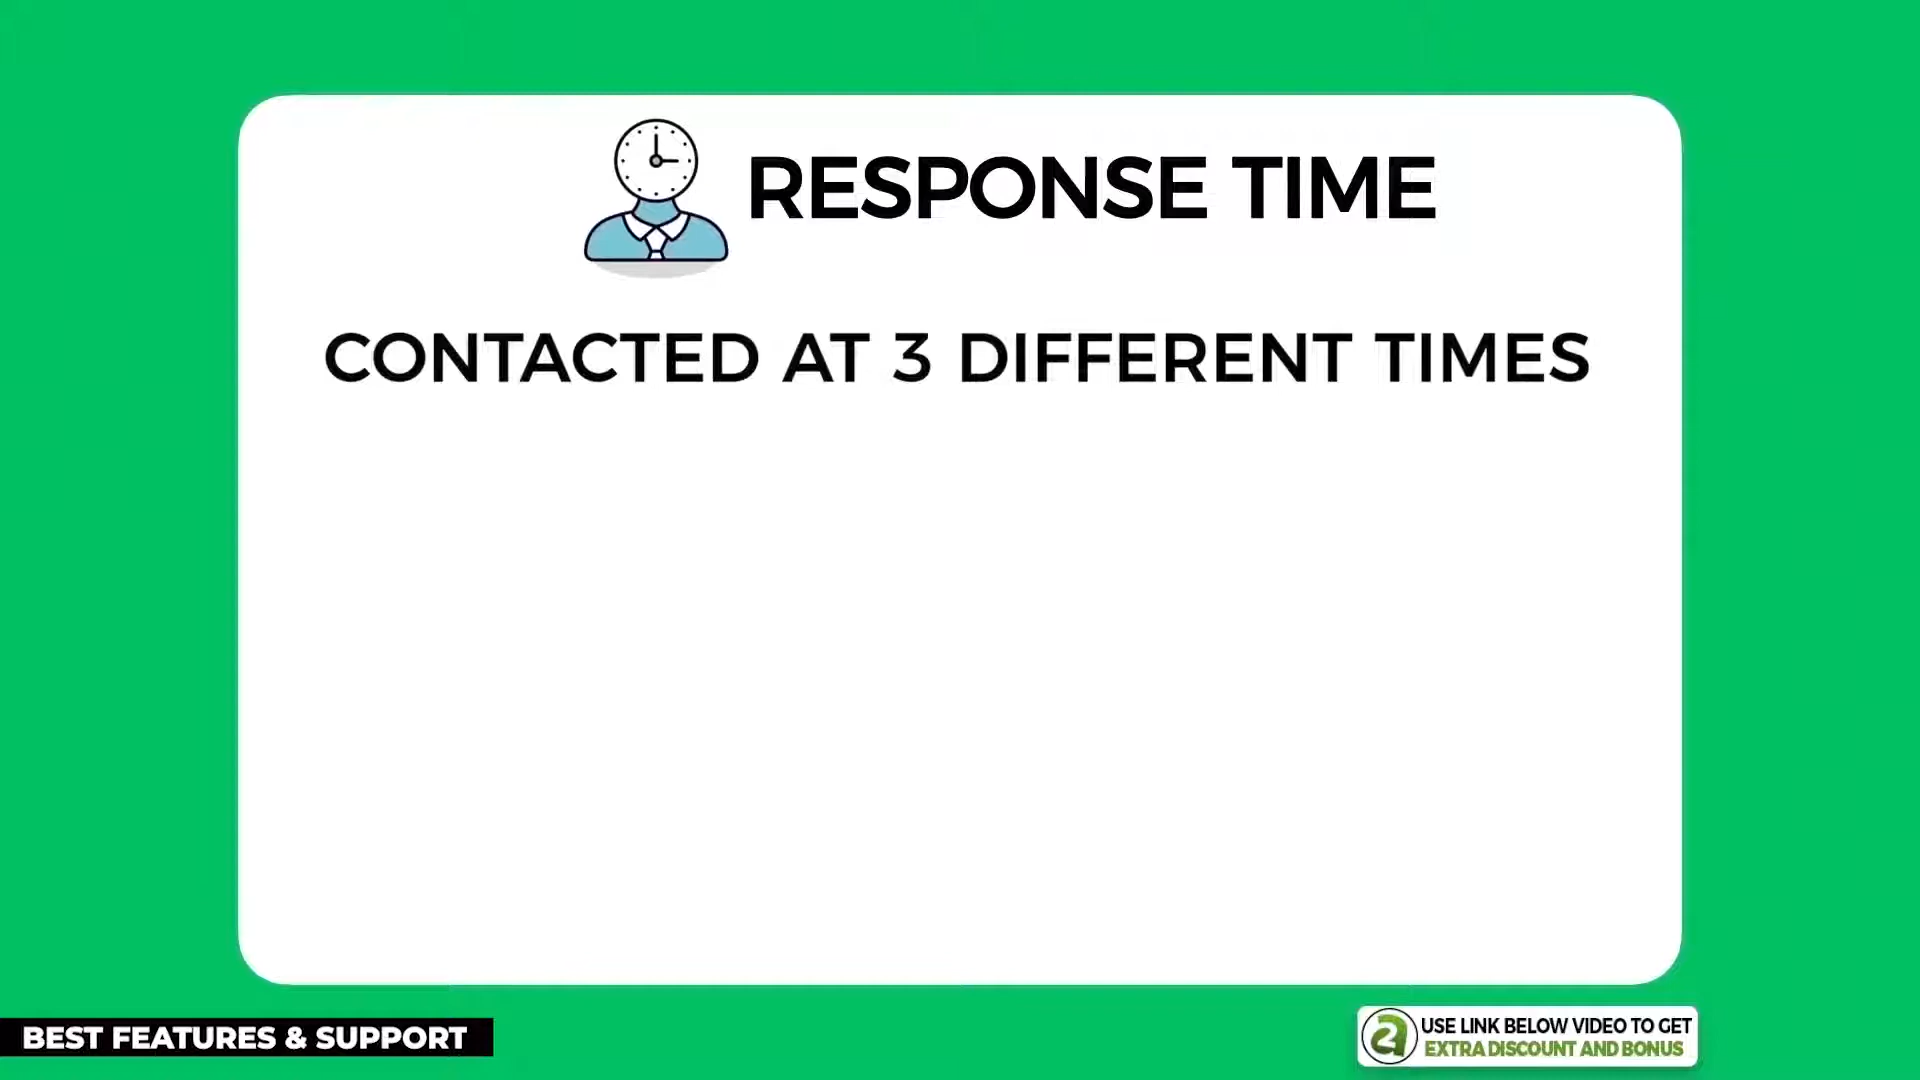 RESPONSE TIME
CONTACTED AT 3 DIFFERENT TIMES
BEST FEATURES & SUPPORT
USE LINK BELOW VIDEO TO GET
EXTRA DISCOUNT AND BONUS